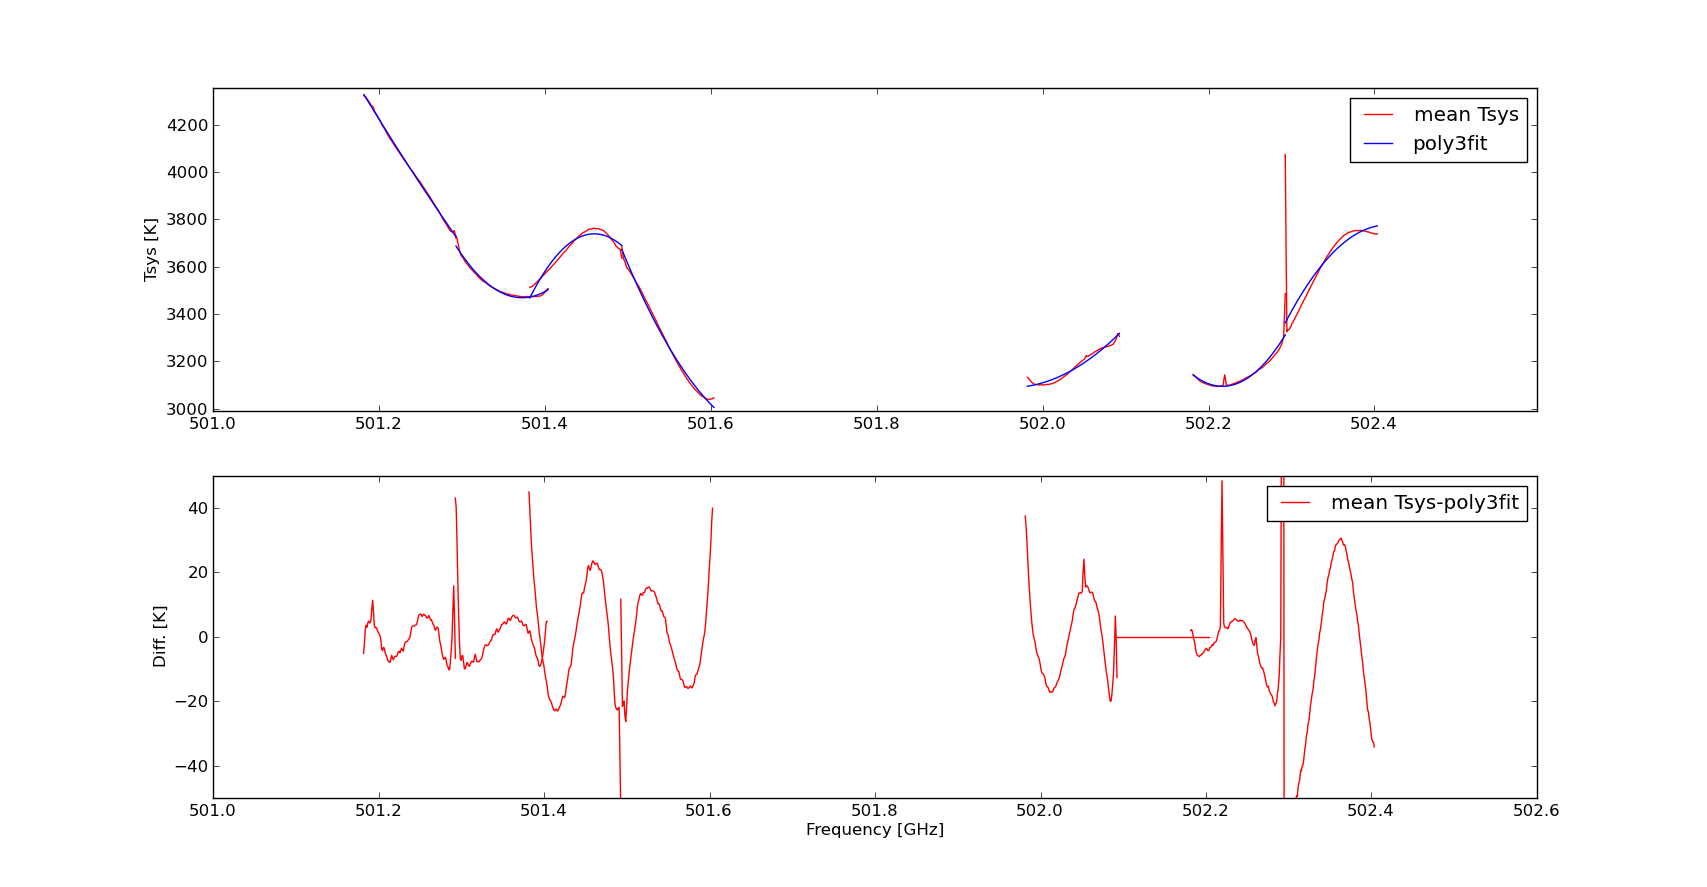 mean Tsys
poly3fit
4200
4000
3800
3600
3400
3200
3000
Tsys [K]
501.0 501.2 501.4 501.6 501.8 502.0 502.2 502.4
mean Tsys-poly3fit
40
20
0
−20
−40
Diff. [K]
501.0 501.2 501.4 501.6 501.8 502.0 502.2 502.4 502.6
Frequency [GHz]